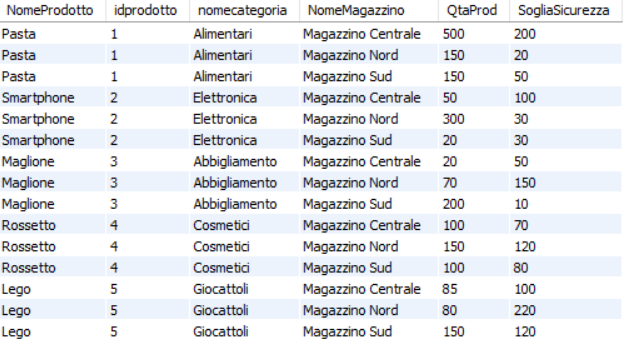 NomeProdotto idprodotto nomecategoria NomeMagazzino QtaProd SogliaSicurezza
Pasta 1 Alimentari Magazzino Centrale 500 200
Pasta 1 Alimentari Magazzino Nord 150 20
Pasta 1 Alimentari Magazzino Sud 150 50
Smartphone 2 Elettronica Magazzino Centrale 50 100
Smartphone 2 Elettronica Magazzino Nord 300 30
Smartphone 2 Elettronica Magazzino Sud 20 30
Maglione 3 Abbigliamento Magazzino Centrale 20 50
Maglione 3 Abbigliamento Magazzino Nord 70 150
Maglione 3 Abbigliamento Magazzino Sud 200 10
Rossetto 4 Cosmetici Magazzino Centrale 100 70
Rossetto 4 Cosmetici Magazzino Nord 150 120
Rossetto 4 Cosmetici Magazzino Sud 100 80
Lego 5 Giocattoli Magazzino Centrale 85 100
Lego 5 Giocattoli Magazzino Nord 80 220
Lego 5 Giocattoli Magazzino Sud 150 120